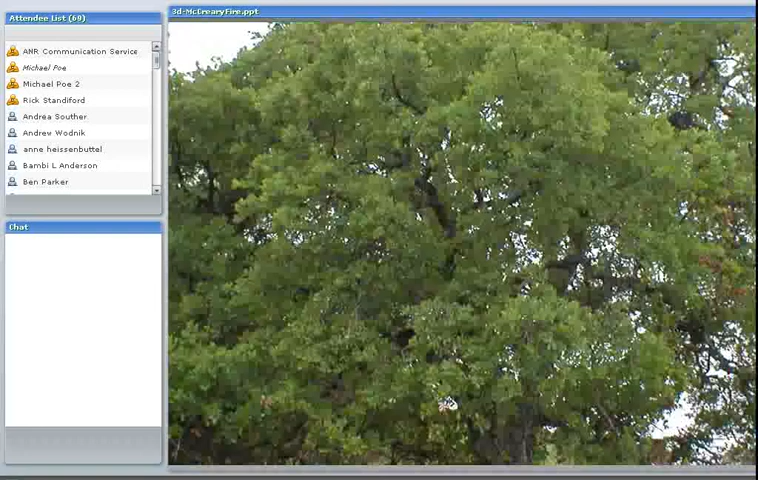 Attendee List (69)
ANR Communication Service
Michael Poe
Michael Poe 2
Rick Standiford
Andrea Souther
Andrew Wodnik
anne heissenbuttel
Bambi L Anderson
Ben Parker
Chat
3d-McCrearyFire.ppt